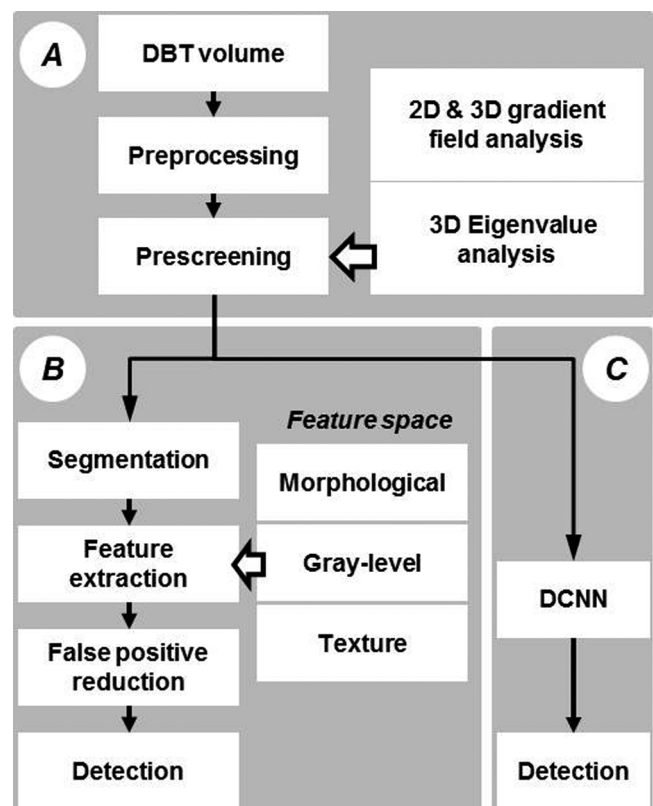 A
DBT volume
Preprocessing
Prescreening
2D & 3D gradient
field analysis
3D Eigenvalue
analysis
B
Segmentation
Feature
extraction
False positive
reduction
Detection
Feature space
Morphological
Gray-level
Texture
C
DCNN
Detection